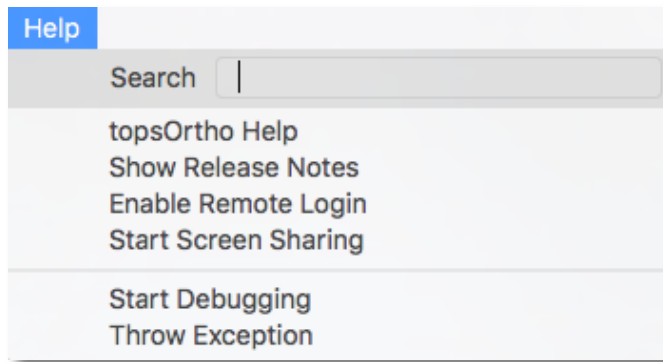 Help
Search
topsOrtho Help
Show Release Notes
Enable Remote Login
Start Screen Sharing
Start Debugging
Throw Exception